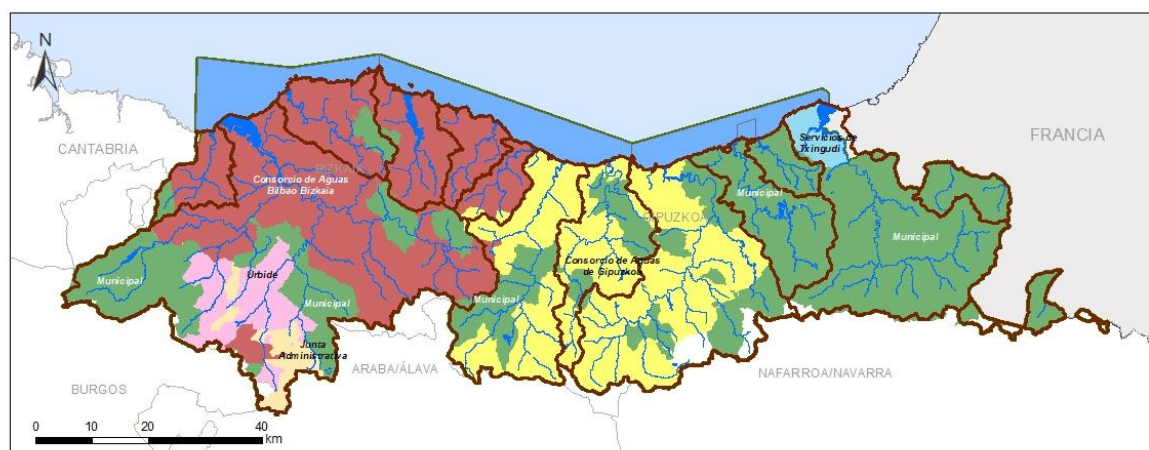 N
CANTABRIA
FRANCIA
Servicios de
Txingudi
BIZKAIA
Consorcio de Aguas
Bilbao Bizkaia
Municipal
GIPUZKOA
Municipal
Consorcio de Aguas
de Gipuzkoa
Urbide
Municipal
Municipal
Municipal
Junta
Administrativa
ARABA/ÁLAVA
NAFARROA/NAVARRA
BURGOS
0 10 20 40
km